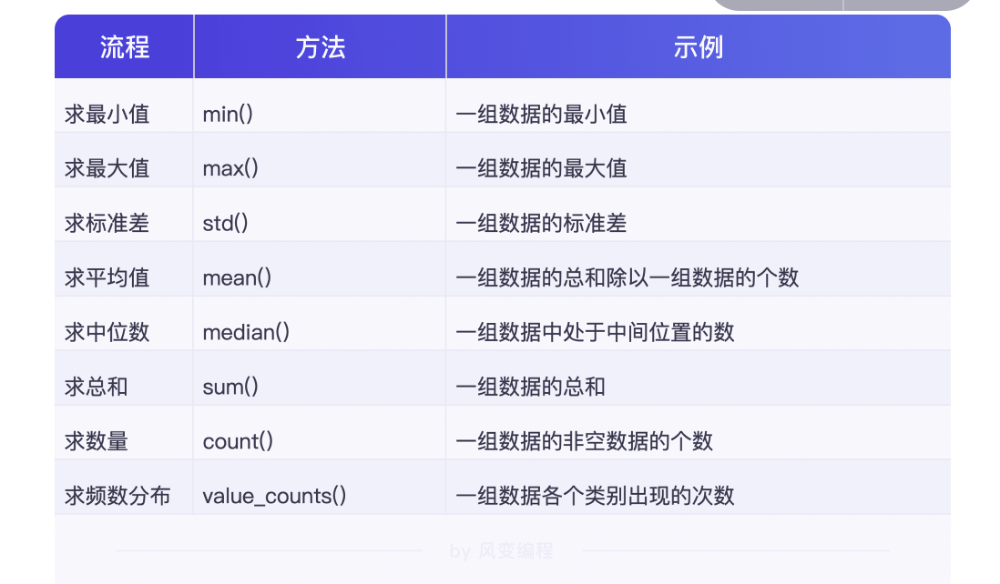 流程 方法 示例
求最小值 min() 一组数据的最小值
求最大值 max() 一组数据的最大值
求标准差 std() 一组数据的标准差
求平均值 mean() 一组数据的总和除以一组数据的个数
求中位数 median() 一组数据中处于中间位置的数
求总和 sum() 一组数据的总和
求数量 count() 一组数据的非空数据的个数
求频数分布 value_counts() 一组数据各个类别出现的次数
by 风变编程